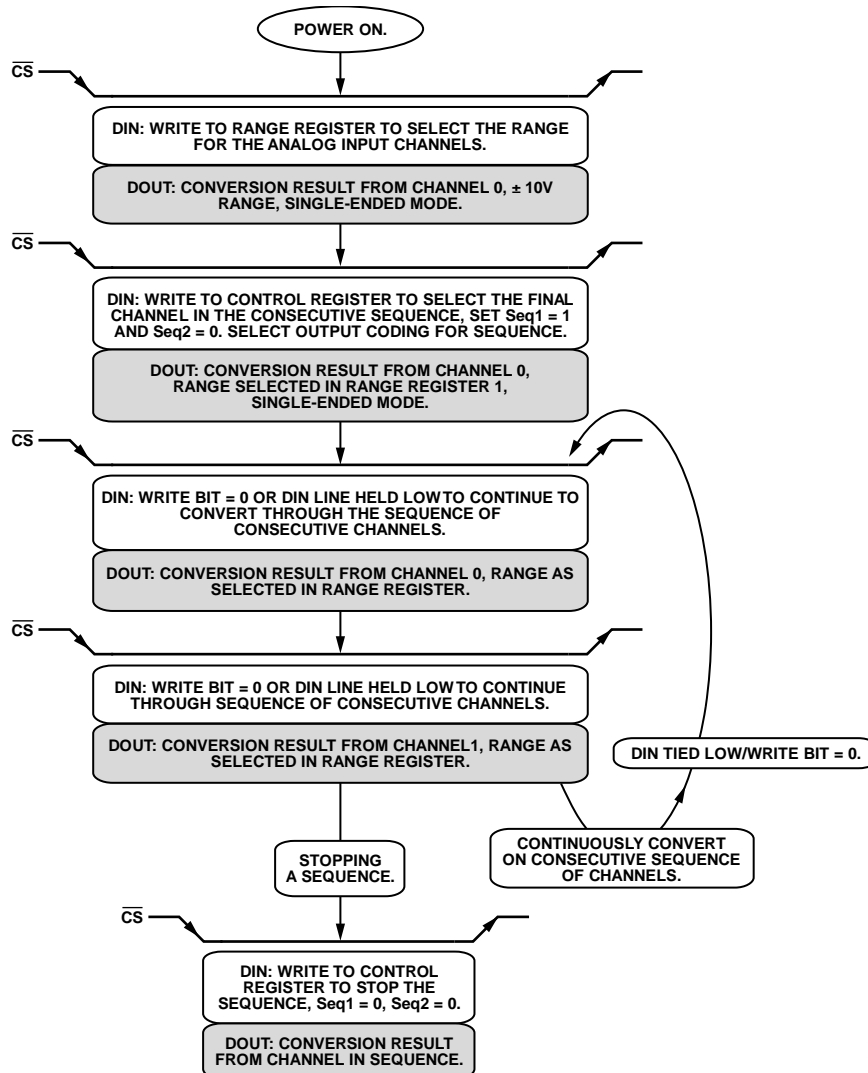 POWER ON.
CS
DIN: WRITE TO RANGE REGISTER TO SELECT THE RANGE
FOR THE ANALOG INPUT CHANNELS.
DOUT: CONVERSION RESULT FROM CHANNEL 0, ± 10V
RANGE, SINGLE-ENDED MODE.
CS
DIN: WRITE TO CONTROL REGISTER TO SELECT THE FINAL
CHANNEL IN THE CONSECUTIVE SEQUENCE, SET Seq1 = 1
AND Seq2 = 0. SELECT OUTPUT CODING FOR SEQUENCE.
DOUT: CONVERSION RESULT FROM CHANNEL 0,
RANGE SELECTED IN RANGE REGISTER 1,
SINGLE-ENDED MODE.
CS
DIN: WRITE BIT = 0 OR DIN LINE HELD LOW TO CONTINUE TO
CONVERT THROUGH THE SEQUENCE OF
CONSECUTIVE CHANNELS.
DOUT: CONVERSION RESULT FROM CHANNEL 0, RANGE AS
SELECTED IN RANGE REGISTER.
CS
DIN: WRITE BIT = 0 OR DIN LINE HELD LOW TO CONTINUE
THROUGH SEQUENCE OF CONSECUTIVE CHANNELS.
DOUT: CONVERSION RESULT FROM CHANNEL1, RANGE AS
SELECTED IN RANGE REGISTER.
DIN TIED LOW/WRITE BIT = 0.
STOPPING
A SEQUENCE.
CONTINUOUSLY CONVERT
ON CONSECUTIVE SEQUENCE
OF CHANNELS.
CS
DIN: WRITE TO CONTROL
REGISTER TO STOP THE
SEQUENCE, Seq1 = 0, Seq2 = 0.
DOUT: CONVERSION RESULT
FROM CHANNEL IN SEQUENCE.